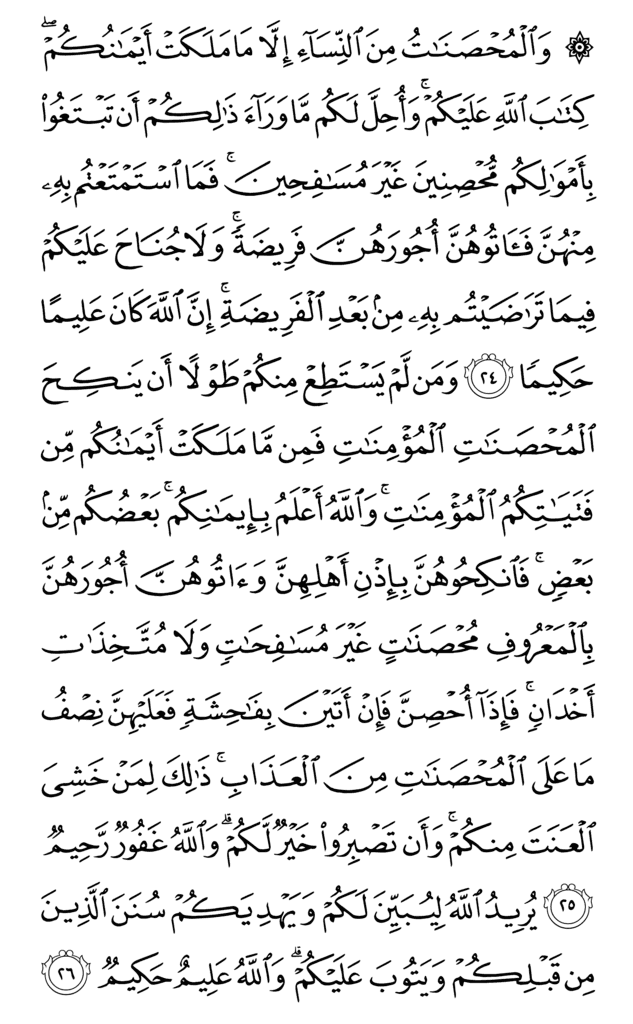 ۞ وَٱلْمُحْصَنَٰتُ مِنَ ٱلنِّسَآءِ إِلَّا مَا مَلَكَتْ أَيْمَٰنُكُمْ ۖ
كِتَٰبَ ٱللَّهِ عَلَيْكُمْ ۚ وَأُحِلَّ لَكُم مَّا وَرَآءَ ذَٰلِكُمْ أَن تَبْتَغُوا۟
بِأَمْوَٰلِكُم مُّحْصِنِينَ غَيْرَ مُسَٰفِحِينَ ۚ فَمَا ٱسْتَمْتَعْتُم بِهِۦ
مِنْهُنَّ فَـَٔاتُوهُنَّ أُجُورَهُنَّ فَرِيضَةً ۚ وَلَا جُنَاحَ عَلَيْكُمْ
فِيمَا تَرَٰضَيْتُم بِهِۦ مِنۢ بَعْدِ ٱلْفَرِيضَةِ ۚ إِنَّ ٱللَّهَ كَانَ عَلِيمًا
حَكِيمًا ٢٤ وَمَن لَّمْ يَسْتَطِعْ مِنكُمْ طَوْلًا أَن يَنكِحَ
ٱلْمُحْصَنَٰتِ ٱلْمُؤْمِنَٰتِ فَمِن مَّا مَلَكَتْ أَيْمَٰنُكُم مِّن
فَتَيَٰتِكُمُ ٱلْمُؤْمِنَٰتِ ۚ وَٱللَّهُ أَعْلَمُ بِإِيمَٰنِكُم ۚ بَعْضُكُم مِّنۢ
بَعْضٍ ۚ فَٱنكِحُوهُنَّ بِإِذْنِ أَهْلِهِنَّ وَءَاتُوهُنَّ أُجُورَهُنَّ
بِٱلْمَعْرُوفِ مُحْصَنَٰتٍ غَيْرَ مُسَٰفِحَٰتٍ وَلَا مُتَّخِذَٰتِ
أَخْدَانٍ ۚ فَإِذَآ أُحْصِنَّ فَإِنْ أَتَيْنَ بِفَٰحِشَةٍ فَعَلَيْهِنَّ نِصْفُ
مَا عَلَى ٱلْمُحْصَنَٰتِ مِنَ ٱلْعَذَابِ ۚ ذَٰلِكَ لِمَنْ خَشِىَ
ٱلْعَنَتَ مِنكُمْ ۚ وَأَن تَصْبِرُوا۟ خَيْرٌ لَّكُمْ ۗ وَٱللَّهُ غَفُورٌ رَّحِيمٌ
٢٥ يُرِيدُ ٱللَّهُ لِيُبَيِّنَ لَكُمْ وَيَهْدِيَكُمْ سُنَنَ ٱلَّذِينَ
مِن قَبْلِكُمْ وَيَتُوبَ عَلَيْكُمْ ۗ وَٱللَّهُ عَلِيمٌ حَكِيمٌ ٢٦